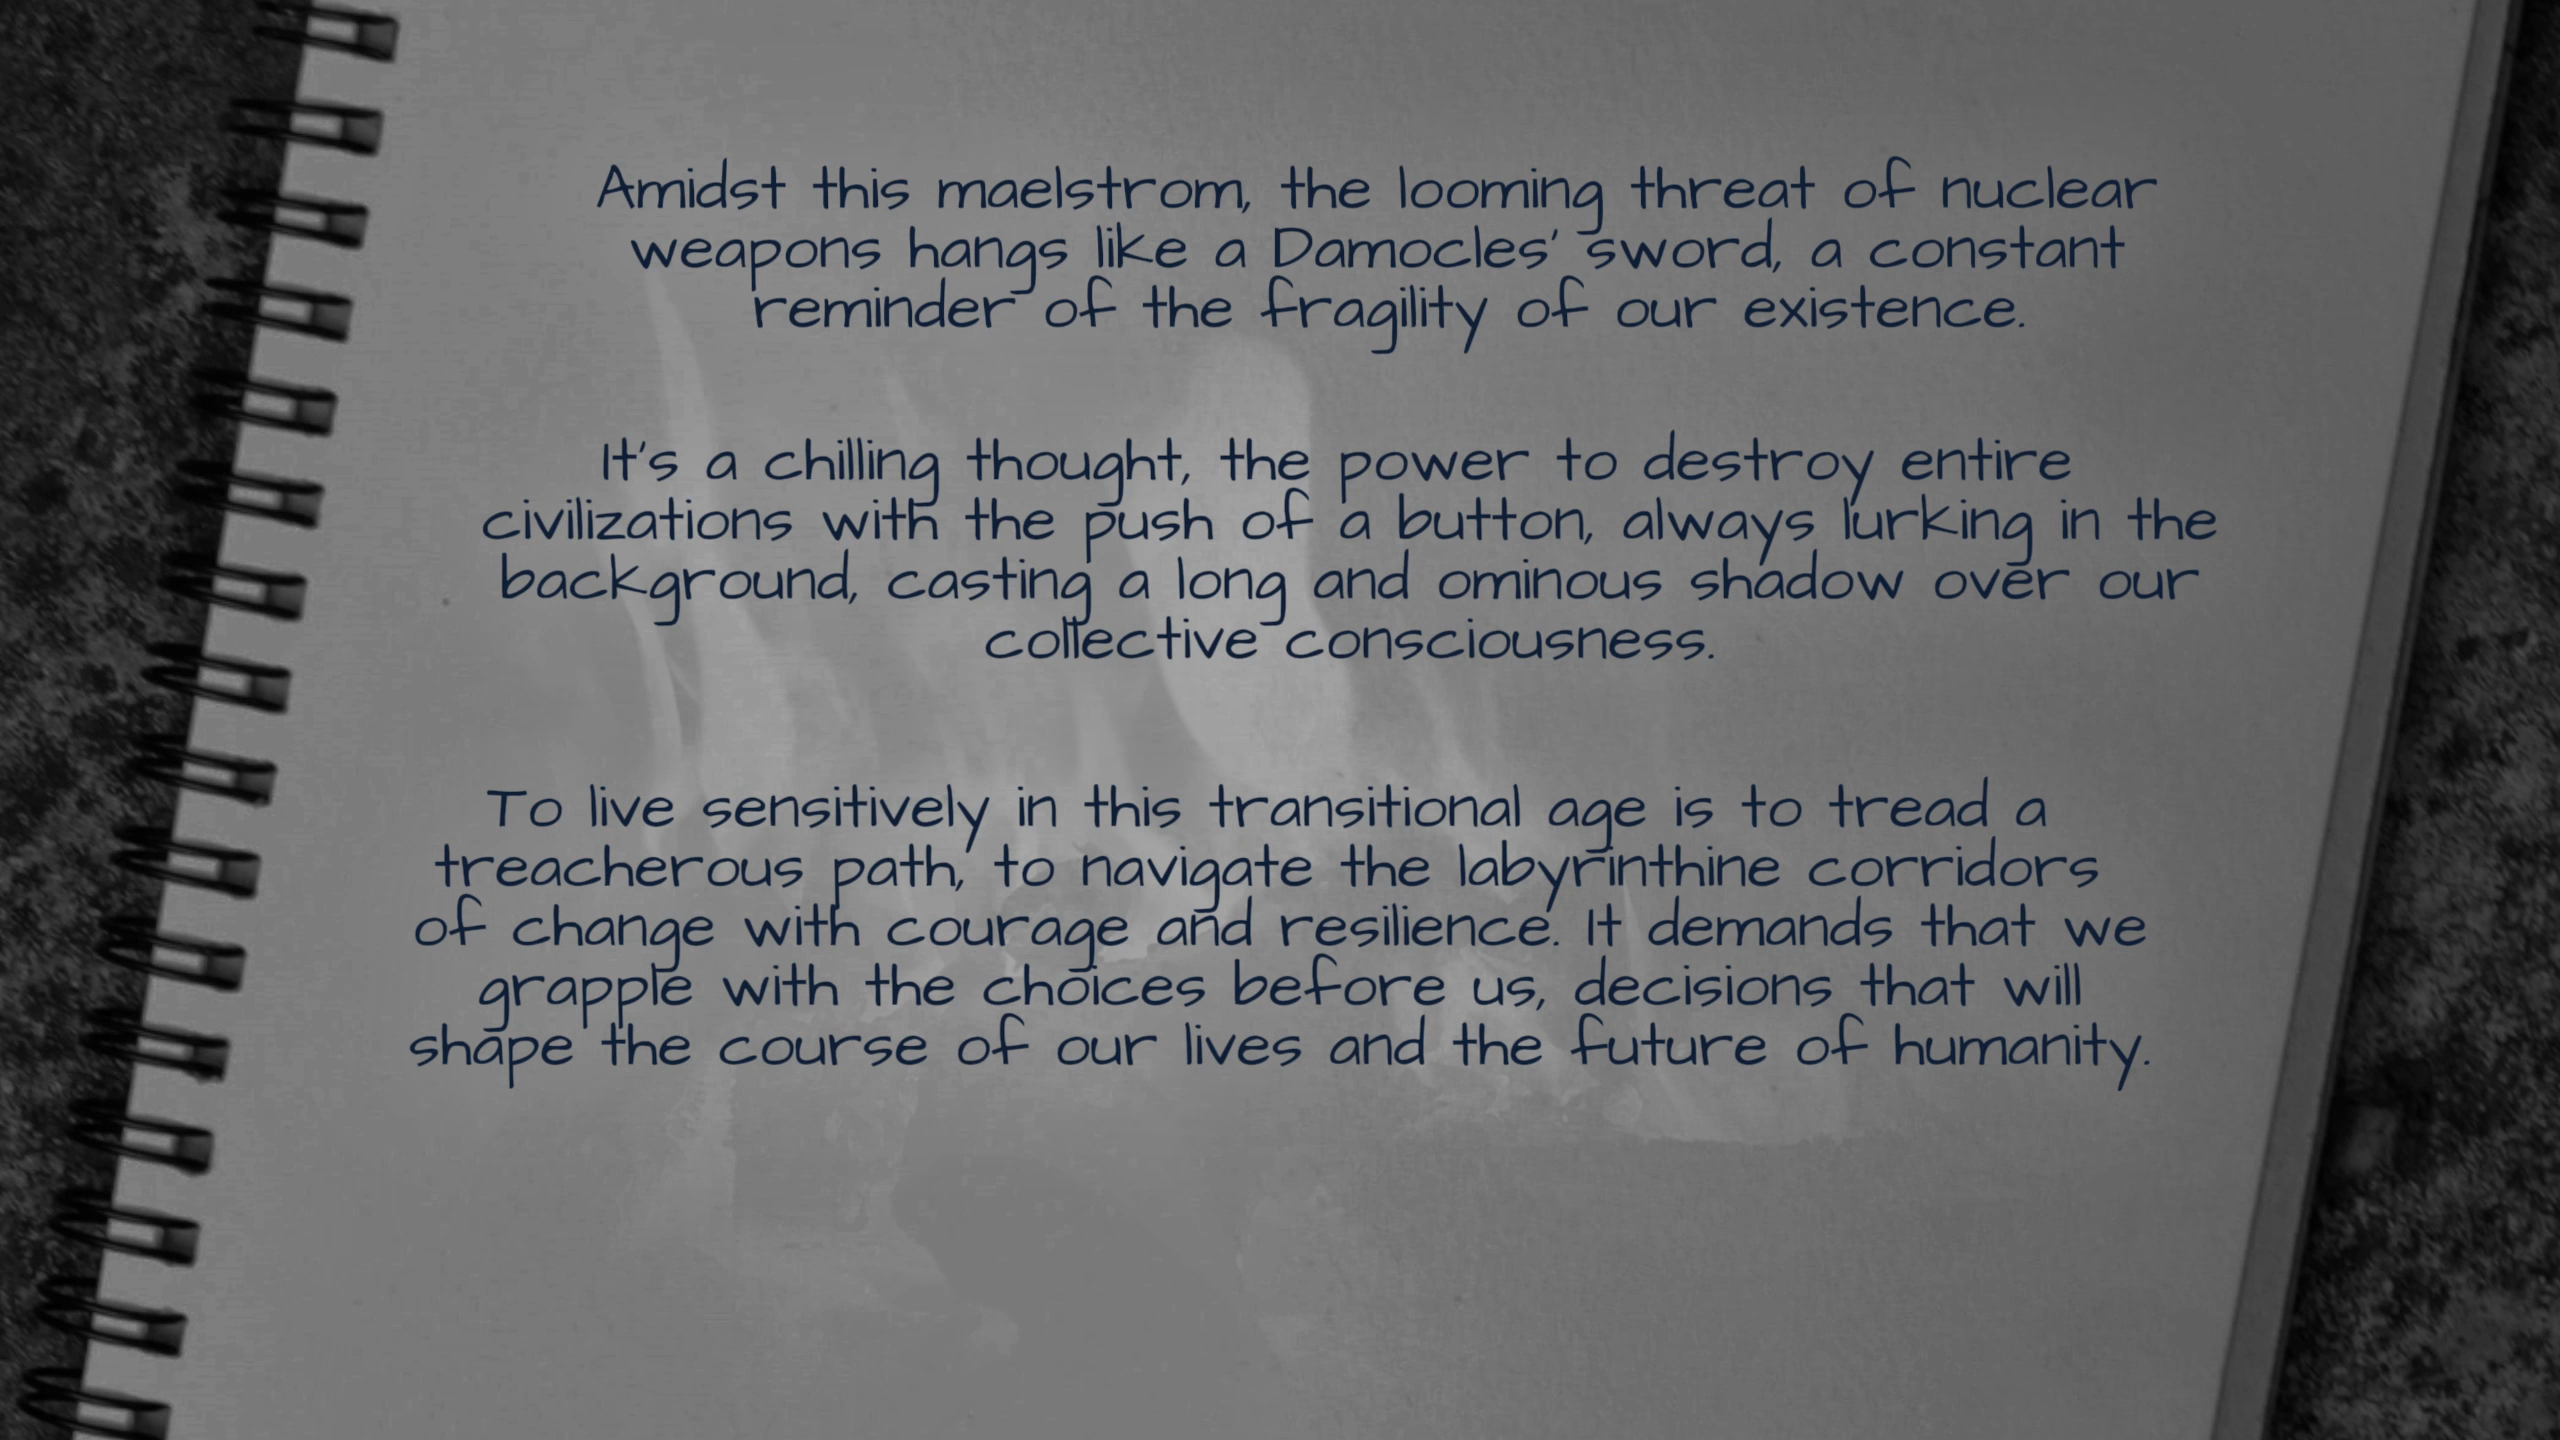 Amidst this maelstrom, the looming threat of nuclear
weapons hangs like a Damocles' sword, a constant
reminder of the fragility of our existence.
It's a chilling thought, the power to destroy entire
civilizations with the push of a button, always lurking in the
background, casting a long and ominous shadow over our
collective consciousness.
To live sensitively in this transitional age is to tread a
treacherous path, to navigate the labyrinthine corridors
of change with courage and resilience. It demands that we
grapple with the choices before us, decisions that will
shape the course of our lives and the future of humanity.